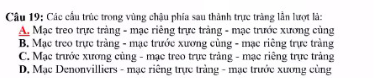 Câu 19: Các cấu trúc trong vùng chậu phía sau thành trực tràng lần lượt là:
A. Mạc treo trực tràng - mạc riêng trực tràng - mạc trước xương cùng
B. Mạc treo trực tràng - mạc trước xương cùng - mạc riêng trực tràng
C. Mạc trước xương cùng - mạc treo trực tràng - mạc riêng trực tràng
D. Mạc Denonvilliers - mạc riêng trực tràng - mạc trước xương cùng